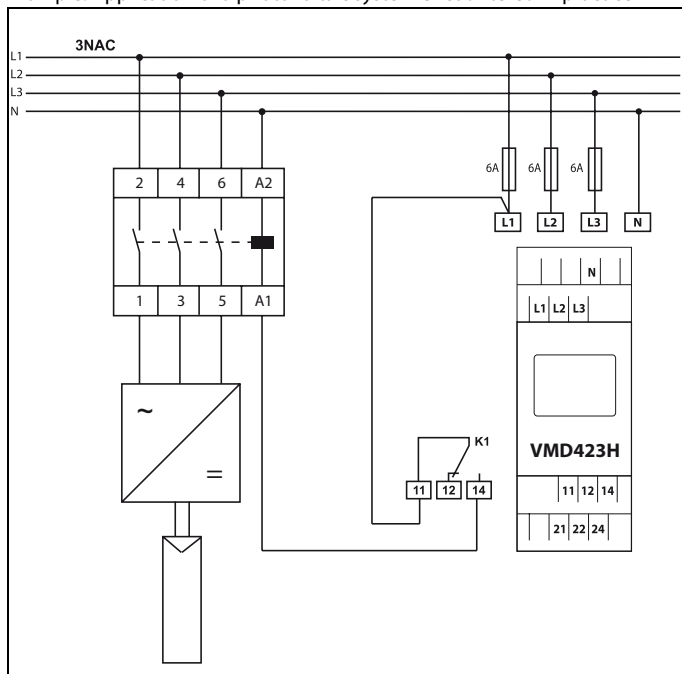 3NAC
L1
L2
L3
N
6A 6A 6A
2 4 6 A2
L1 L2 L3 N
N
1 3 5 A1
L1 L2 L3
~
=
VMD423H
K1
11 12 14
11 12 14
21 22 24